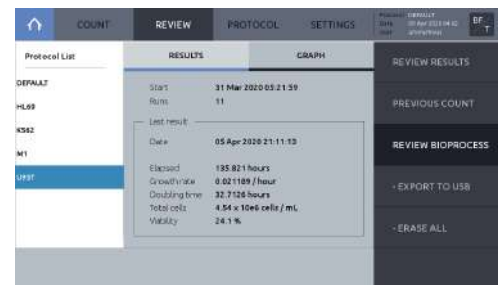 COUNT
REVIEW
PROTOCOL
SETTINGS
DEFAULT
BF
T
Protocol List
DEFAULT
HL60
K562
M1
U937
RESULTS
GRAPH
Start 31 Mar 2020 05:21:59
Runs 11
Last result
Date 05 Apr 2020 21:11:13
Elapsed 135.821 hours
Growth rate 0.021189 / hour
Doubling time 32.7126 hours
Total cells 4.54 x 10e6 cells / mL
Viability 24.1 %
REVIEW RESULTS
PREVIOUS COUNT
REVIEW BIOPROCESS
- EXPORT TO USB
- ERASE ALL